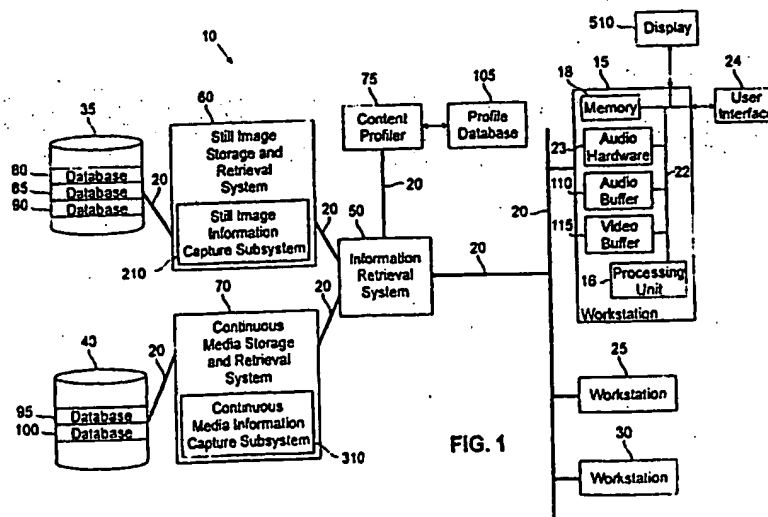 10
510
Display
35
80
Database
85
Database
90
Database
20
60
Still Image
Storage and
Retrieval
System
Still Image
Information
Capture Subsystem
210
20
75
Content
Profiler
105
Profile
Database
20
50
Information
Retrieval
System
20
20
18
15
Memory
24
User
Interface
23
Audio
Hardware
22
20
110
Audio
Buffer
115
Video
Buffer
16
Processing
Unit
Workstation
43
95
Database
100
Database
20
70
Continuous
Media Storage
and Retrieval
System
Continuous
Media Information
Capture Subsystem
310
FIG. 1
25
Workstation
30
Workstation